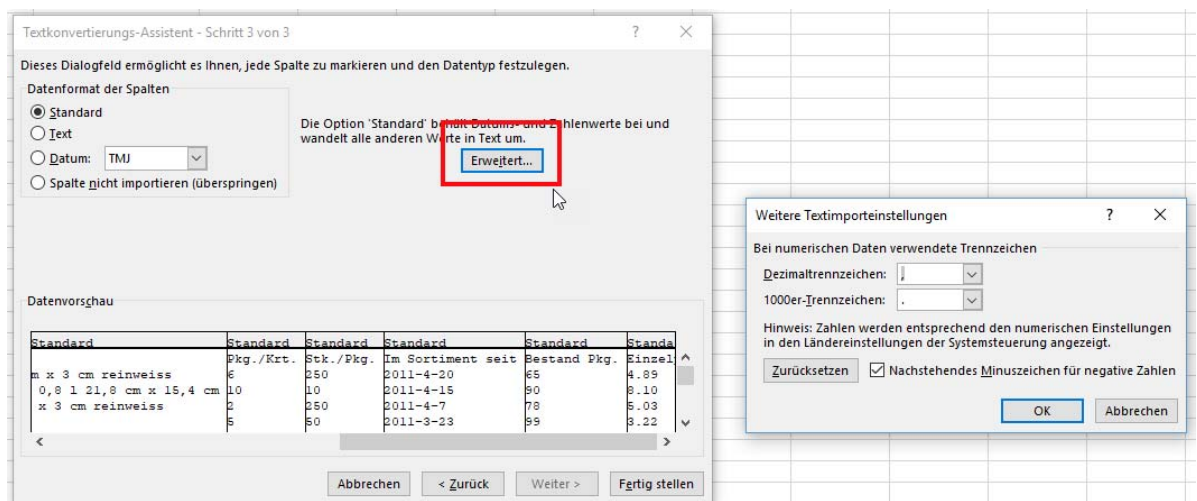 Textkonvertierungs-Assistent - Schritt 3 von 3
Dieses Dialogfeld ermöglicht es Ihnen, jede Spalte zu markieren und den Datentyp festzulegen.
Datenformat der Spalten
Standard
Text
Datum: TMJ
Spalte nicht importieren (überspringen)
Die Option 'Standard' behält Datums- und Zahlenwerte bei und
wandelt alle anderen Werte in Text um.
Erweitert...
Datenvorschau
Standard Standard Standard Standard Standard Standa
Pkg./Krt. Stk./Pkg. Im Sortiment seit Bestand Pkg. Einzel
m x 3 cm reinweiss 6 250 2011-4-20 65 4.89
0,8 l 21,8 cm x 15,4 cm 10 10 2011-4-15 90 8.10
x 3 cm reinweiss 2 250 2011-4-7 78 5.03
5 50 2011-3-23 99 3.22
Abbrechen < Zurück Weiter > Fertig stellen
Weitere Textimporteinstellungen
Bei numerischen Daten verwendete Trennzeichen
Dezimaltrennzeichen: ,
1000er-Trennzeichen: .
Hinweis: Zahlen werden entsprechend den numerischen Einstellungen
in den Ländereinstellungen der Systemsteuerung angezeigt.
Zurücksetzen Nachstehendes Minuszeichen für negative Zahlen
OK Abbrechen